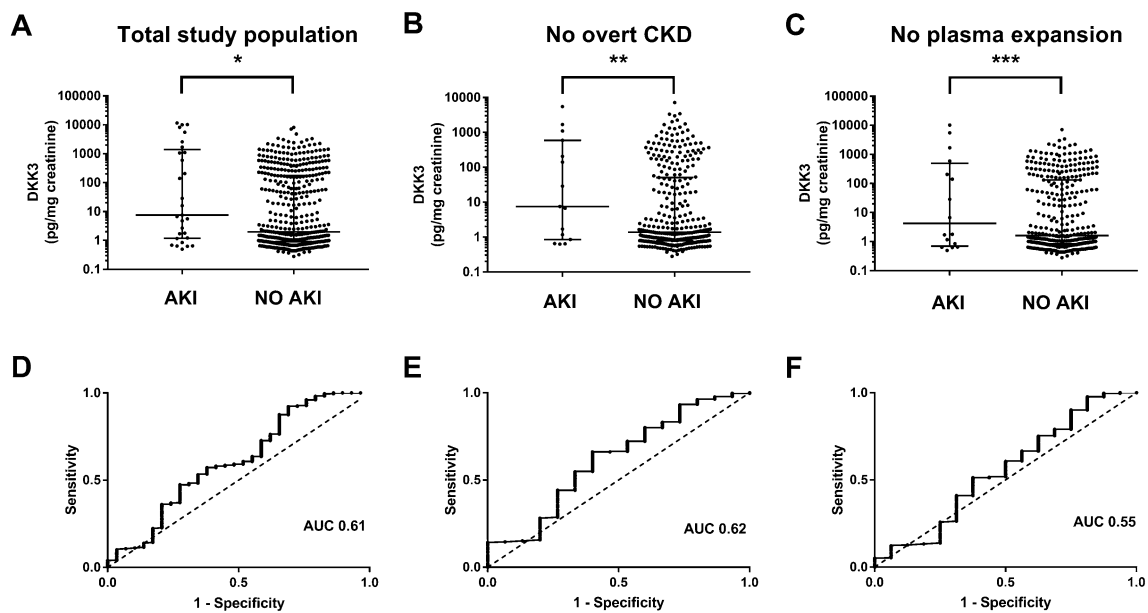 A
Total study population
*
DKK3
(pg/mg creatinine)
100000
10000
1000
100
10
1
0.1
AKI NO AKI
B
No overt CKD
**
DKK3
(pg/mg creatinine)
10000
1000
100
10
1
0.1
AKI NO AKI
C
No plasma expansion
***
DKK3
(pg/mg creatinine)
100000
10000
1000
100
10
1
0.1
AKI NO AKI
D
Sensitivity
1.0
0.5
0.0
AUC 0.61
0.0 0.5 1.0
1 - Specificity
E
Sensitivity
1.0
0.5
0.0
AUC 0.62
0.0 0.5 1.0
1 - Specificity
F
Sensitivity
1.0
0.5
0.0
AUC 0.55
0.0 0.5 1.0
1 - Specificity